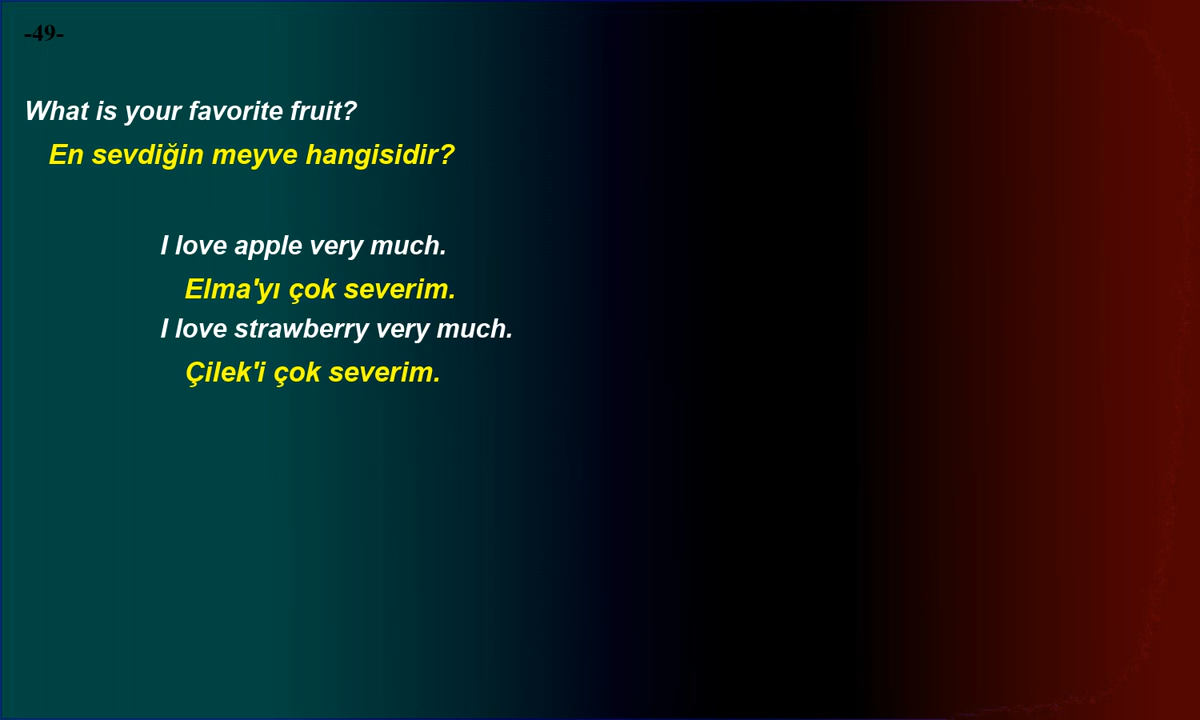 -49-
What is your favorite fruit?
En sevdiğin meyve hangisidir?
I love apple very much.
Elma'yı çok severim.
I love strawberry very much.
Çilek'i çok severim.